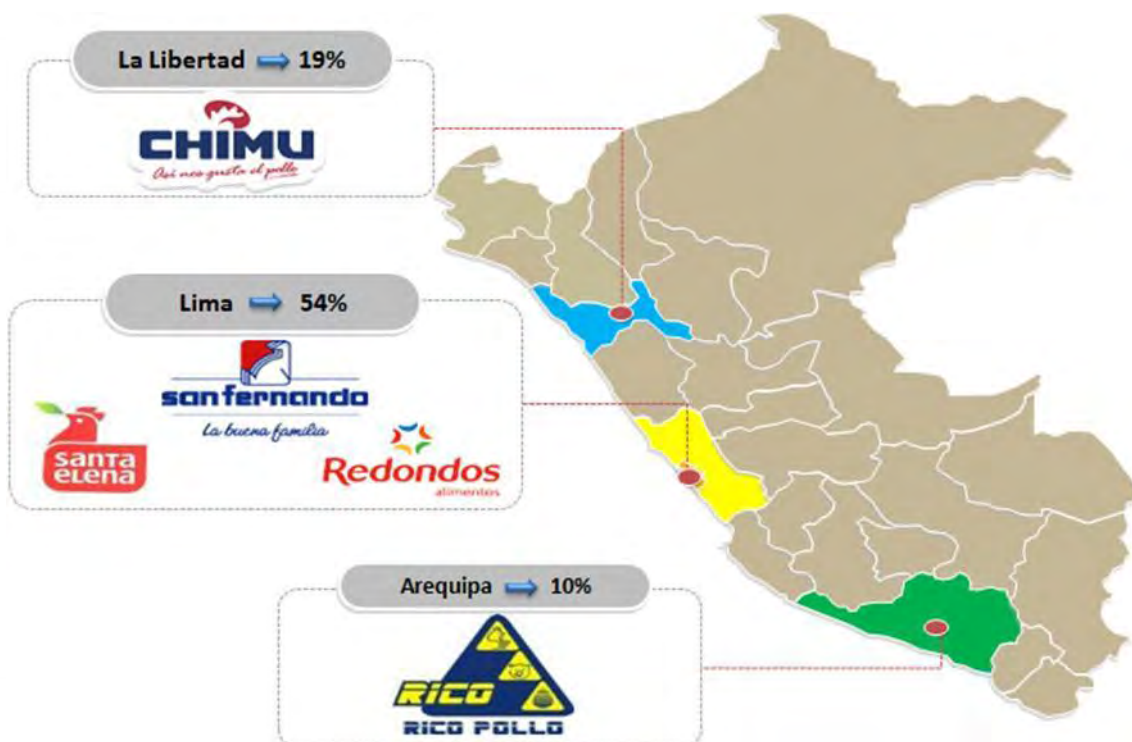 La Libertad 19%
CHIMU
Así nos gusta el pollo
Lima 54%
san fernando
La buena familia
santa
elena
Redondos
alimentos
Arequipa 10%
RICO
RICO POLLO